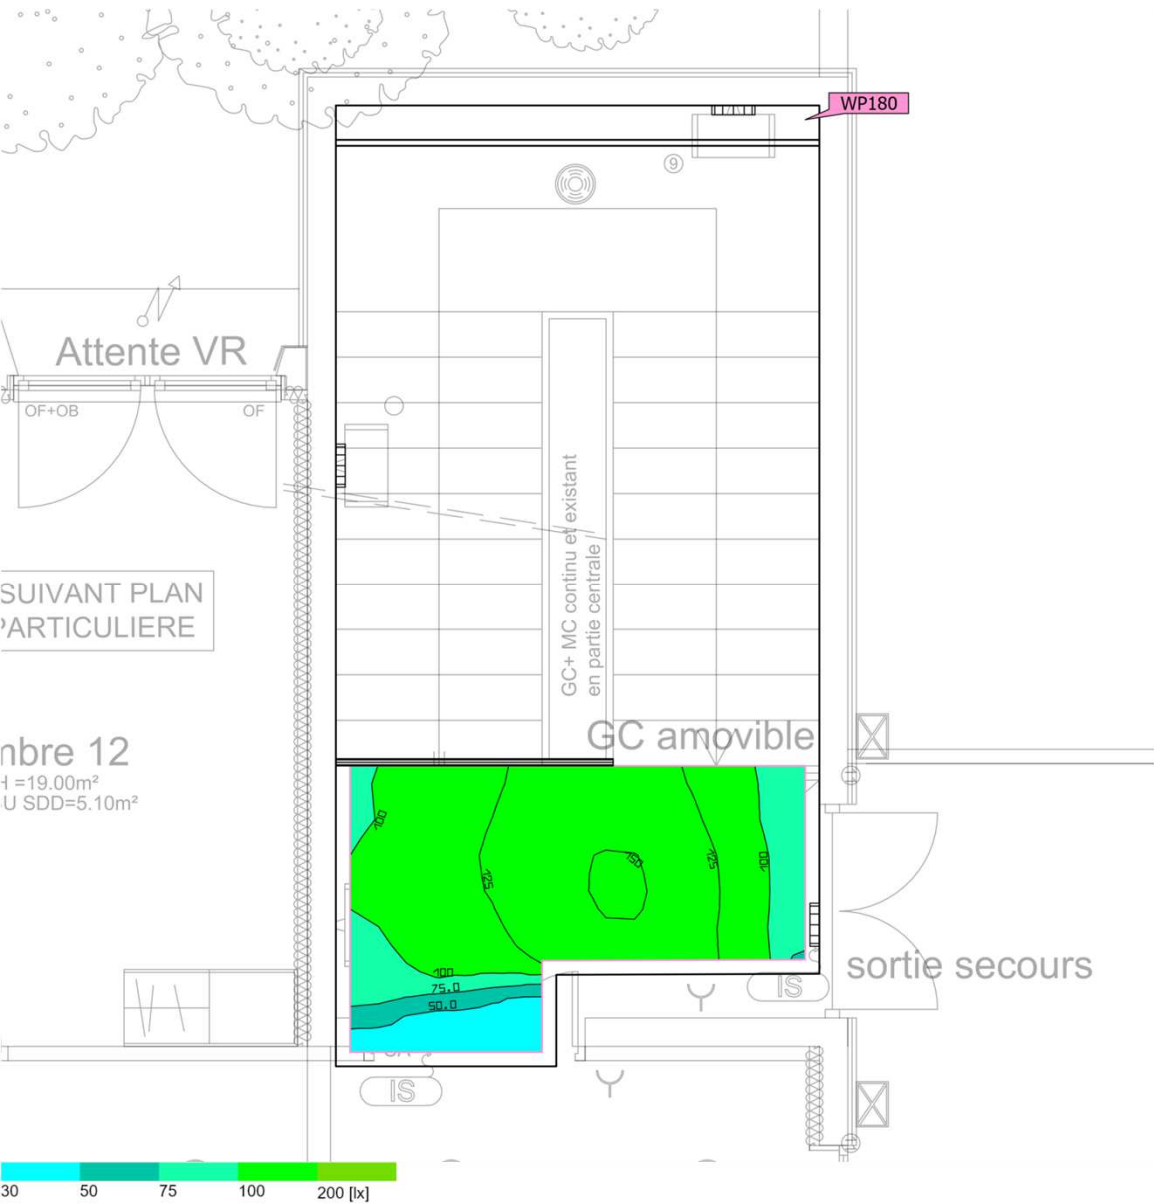 WP180
9
Attente VR
OF+OB
OF
GC+ MC continu et existant
en partie centrale
SUIVANT PLAN
PARTICULIERE
GC amovible
mbre 12
H =19.00m²
U SDD=5.10m²
100
125
150
125
100
100
75.0
50.0
sortie secours
IS
IS
30 50 75 100 200 [lx]